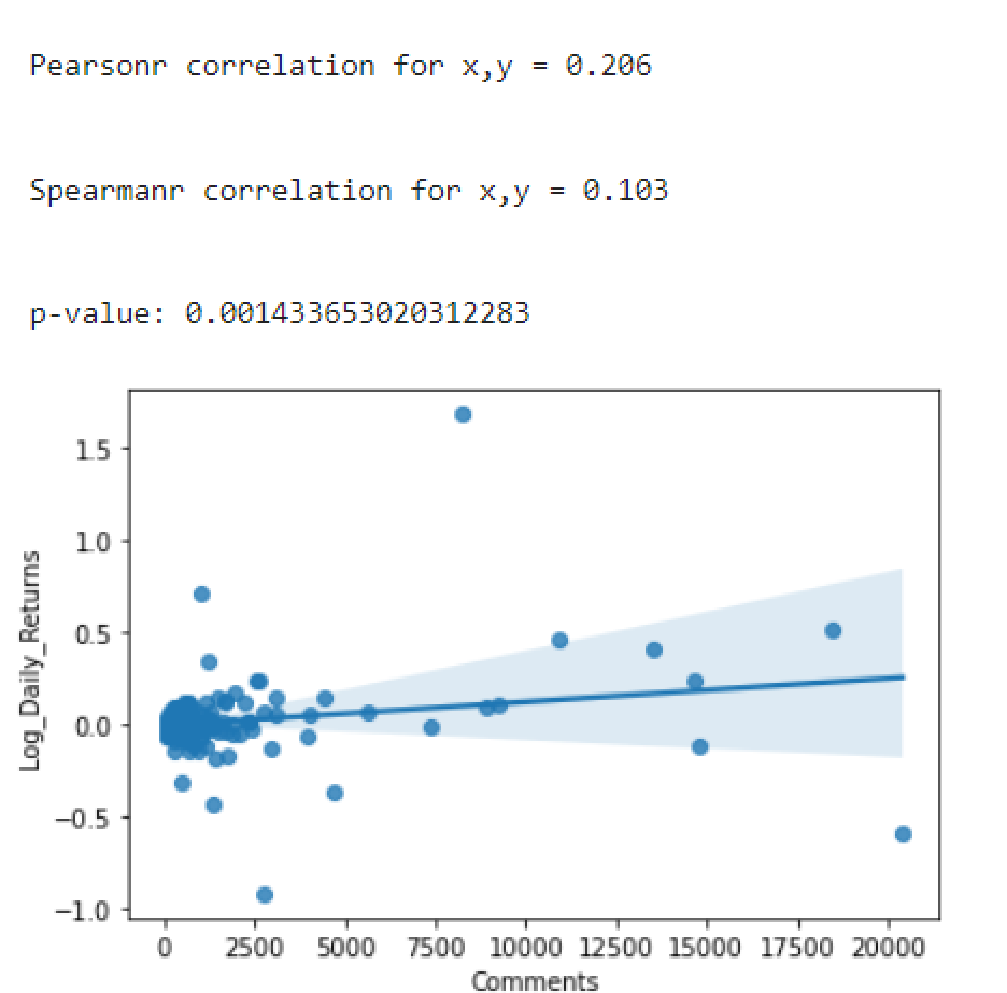 Pearsonr correlation for x,y = 0.206
Spearmanr correlation for x,y = 0.103
p-value: 0.001433653020312283
1.5
1.0
0.5
0.0
−0.5
−1.0
Log_Daily_Returns
0 2500 5000 7500 10000 12500 15000 17500 20000
Comments